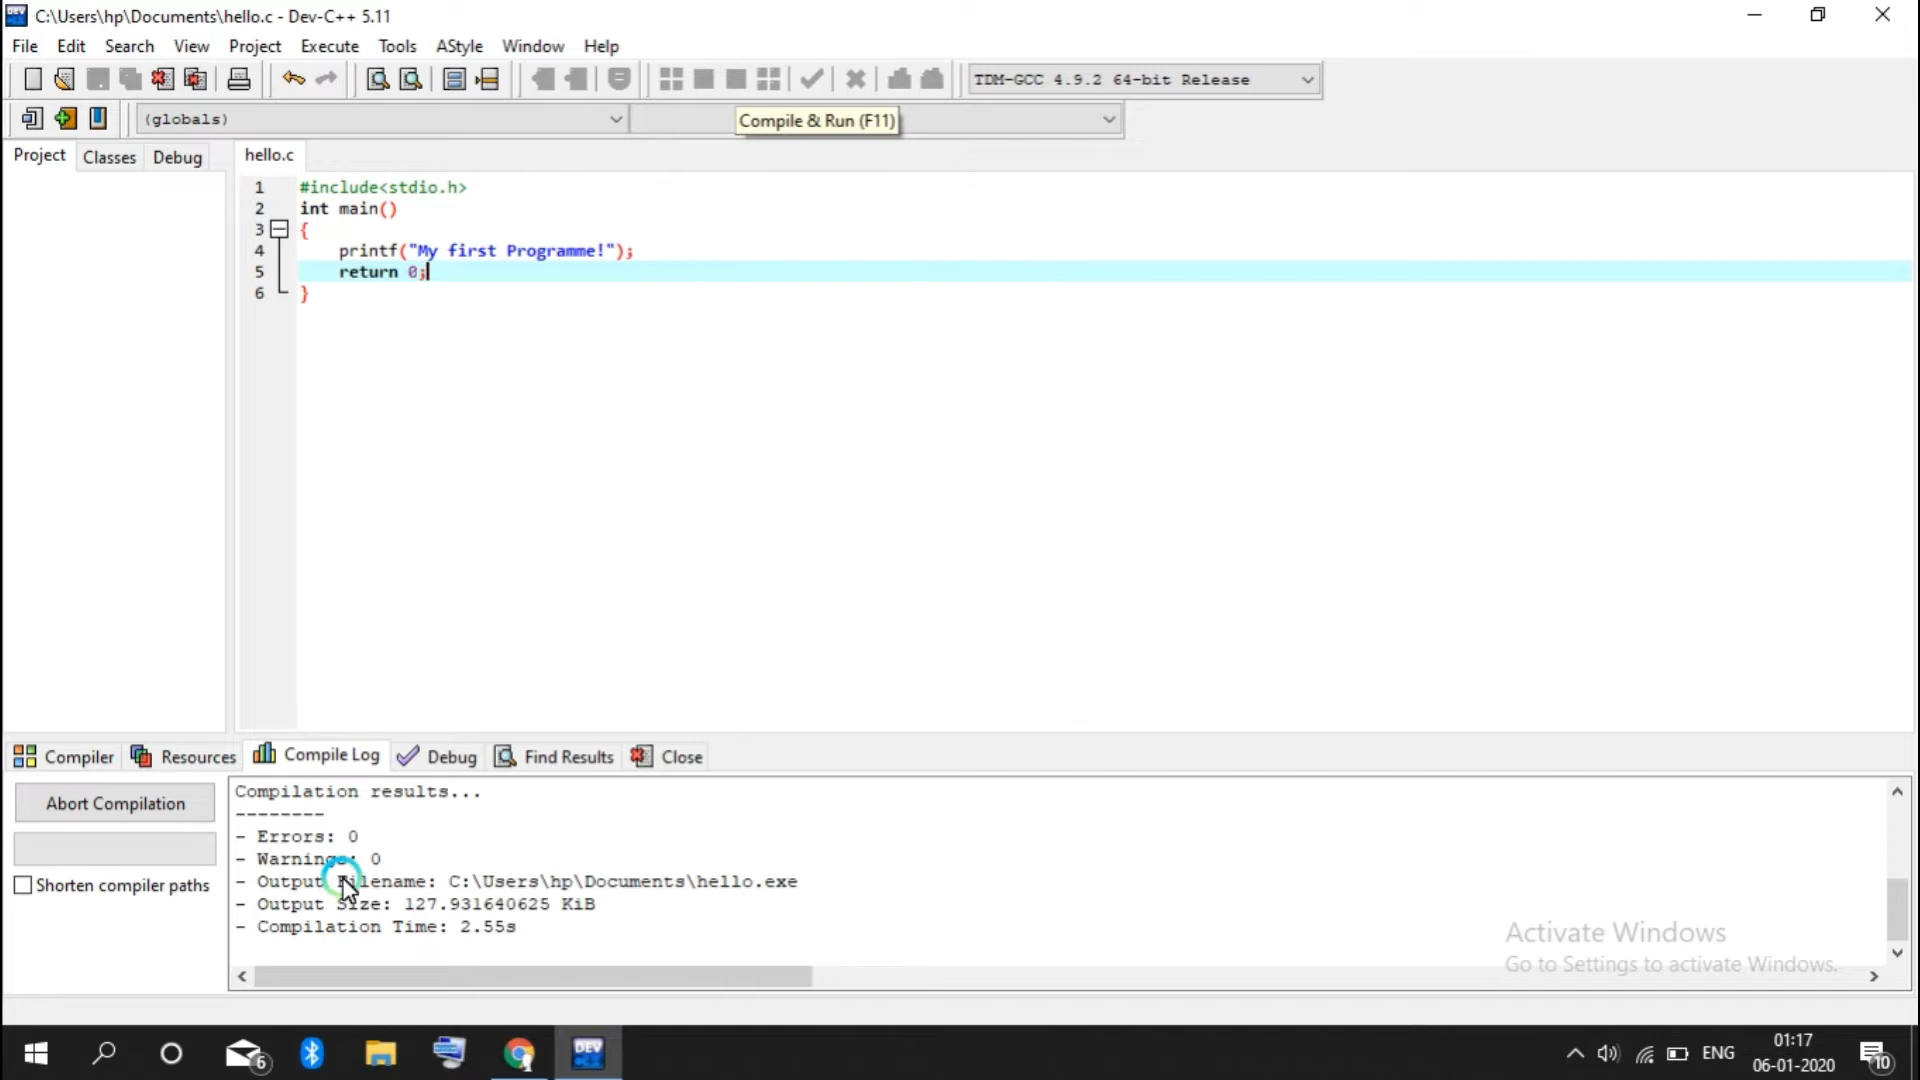 C:\Users\hp\Documents\hello.c - Dev-C++ 5.11
File Edit Search View Project Execute Tools AStyle Window Help
TDM-GCC 4.9.2 64-bit Release
(globals)
Compile & Run (F11)
Project Classes Debug
hello.c
1 #include<stdio.h>
2 int main()
3 {
4 printf("My first Programme!");
5 return 0;
6 }
Compiler Resources Compile Log Debug Find Results Close
Abort Compilation
Shorten compiler paths
Compilation results...
--------
- Errors: 0
- Warnings: 0
- Output Filename: C:\Users\hp\Documents\hello.exe
- Output Size: 127.931640625 KiB
- Compilation Time: 2.55s
Activate Windows
Go to Settings to activate Windows.
6
DEV
ENG
01:17
06-01-2020
10